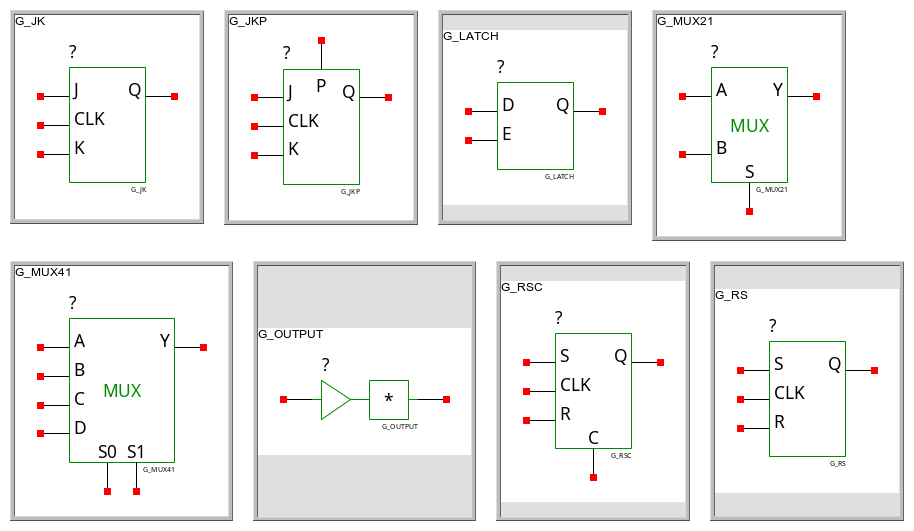 G_JK
?
J Q
CLK
K
G_JK
G_JKP
?
P
J Q
CLK
K
G_JKP
G_LATCH
?
D Q
E
G_LATCH
G_MUX21
?
A Y
MUX
B
S
G_MUX21
G_MUX41
?
A Y
B
MUX
C
D
S0 S1
G_MUX41
G_OUTPUT
?
*
G_OUTPUT
G_RSC
?
S Q
CLK
R
C
G_RSC
G_RS
?
S Q
CLK
R
G_RS